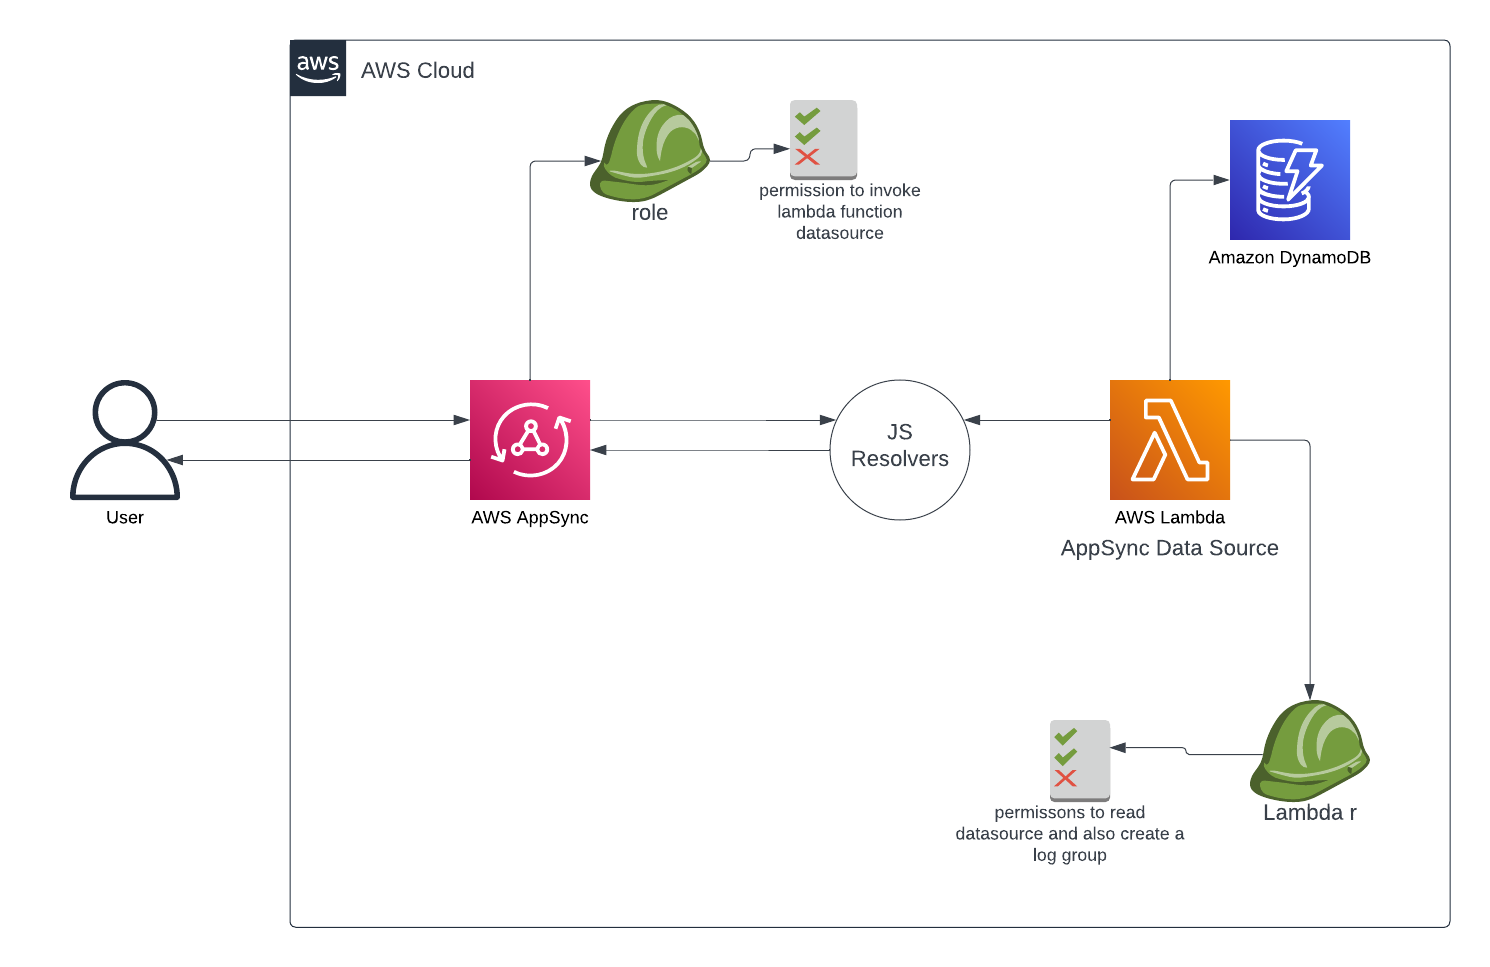 aws
AWS Cloud
role
permission to invoke
lambda function
datasource
Amazon DynamoDB
User
AWS AppSync
JS
Resolvers
AWS Lambda
AppSync Data Source
Lambda r
permissons to read
datasource and also create a
log group